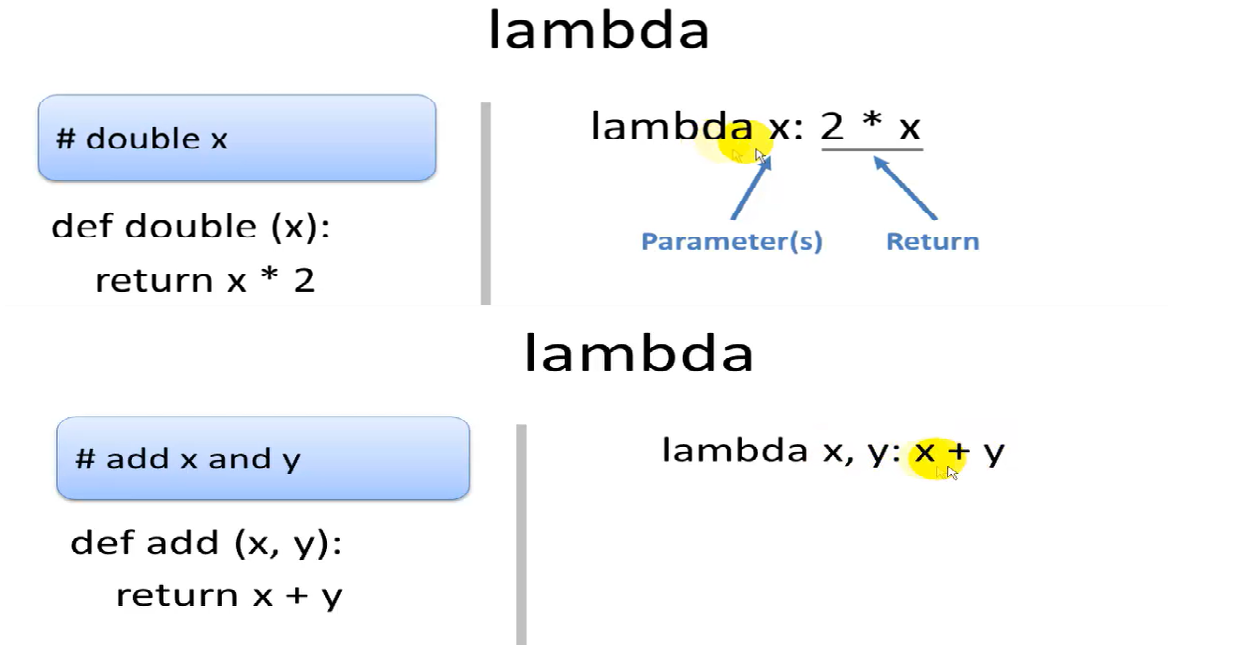 lambda
# double x
def double (x):
return x * 2
lambda x: 2 * x
Parameter(s)
Return
lambda
# add x and y
def add (x, y):
return x + y
lambda x, y: x + y